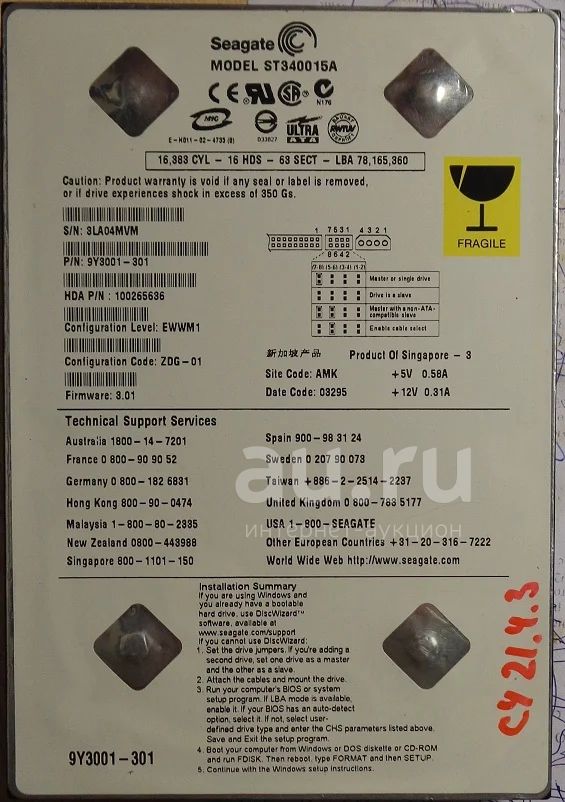 Seagate
MODEL ST340015A
N176
E-H011-02-4733 (B)
D33027
ULTRA
ATA
16,383 CYL - 16 HDS - 63 SECT - LBA 78,165,360
Caution: Product warranty is void if any seal or label is removed,
or if drive experiences shock in excess of 350 Gs.
FRAGILE
S/N: 3LA04MVM
P/N: 9Y3001-301
HDA P/N : 100265636
Configuration Level: EWWM1
Configuration Code: ZDG-01
Firmware: 3.01
1 7531 4321
8642
Master or single drive
Drive is a slave
Master with a non-ATA-
compatible slave
Enable cable select
新加坡产品 Product Of Singapore - 3
Site Code: AMK +5V 0.58A
Date Code: 03295 +12V 0.31A
Technical Support Services
Australia 1800-14-7201 Spain 900-98 31 24
France 0 800-90 90 52 Sweden 0 207 90 073
Germany 0 800-182 6831 Taiwan +886-2-2514-2237
Hong Kong 800-90-0474 United Kingdom 0 800-783 5177
Malaysia 1-800-80-2335 USA 1-800-SEAGATE
New Zealand 0800-443988 Other European Countries +31-20-316-7222
Singapore 800-1101-150 World Wide Web http://www.seagate.com
au.ru
интернет-аукцион
Installation Summary
If you are using Windows and
you already have a bootable
hard drive, use DiscWizard™
software, available at
www.seagate.com/support
If you cannot use DiscWizard:
1. Set the drive jumpers. If you're adding a
second drive, set one drive as a master
and the other as a slave.
2. Attach the cables and mount the drive.
3. Run your computer's BIOS or system
setup program. If LBA mode is available,
enable it. If your BIOS has an auto-detect
option, select it. If not, select user-
defined drive type and enter the CHS parameters listed above.
Save and Exit the setup program.
4. Boot your computer from Windows or DOS diskette or CD-ROM
and run FDISK. Then reboot, type FORMAT and then SETUP.
5. Continue with the Windows setup instructions.
9Y3001-301
CY 21.4.3